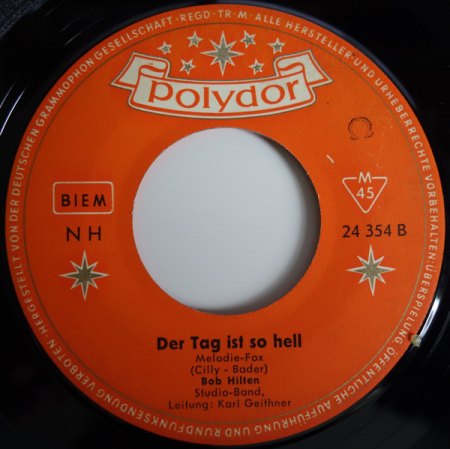 HERGESTELLT VON DER DEUTSCHEN GRAMMOPHON GESELLSCHAFT · REGD · TR · M · ALLE HERSTELLER- UND URHEBERRECHTE VORBEHALTEN · ÜBERSPIELUNG, ÖFFENTLICHE AUFFÜHRUNG UND RUNDFUNKSENDUNG VERBOTEN
Polydor
BIEM
M
45
NH
24 354 B
Der Tag ist so hell
Melodie-Fox
(Cilly - Bader)
Bob Hilten
Studio-Band,
Leitung: Karl Geithner